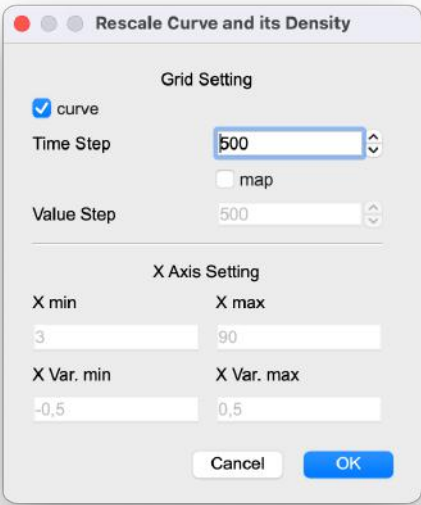 Rescale Curve and its Density
Grid Setting
curve
Time Step 500
map
Value Step 500
X Axis Setting
X min X max
3 90
X Var. min X Var. max
-0,5 0,5
Cancel OK